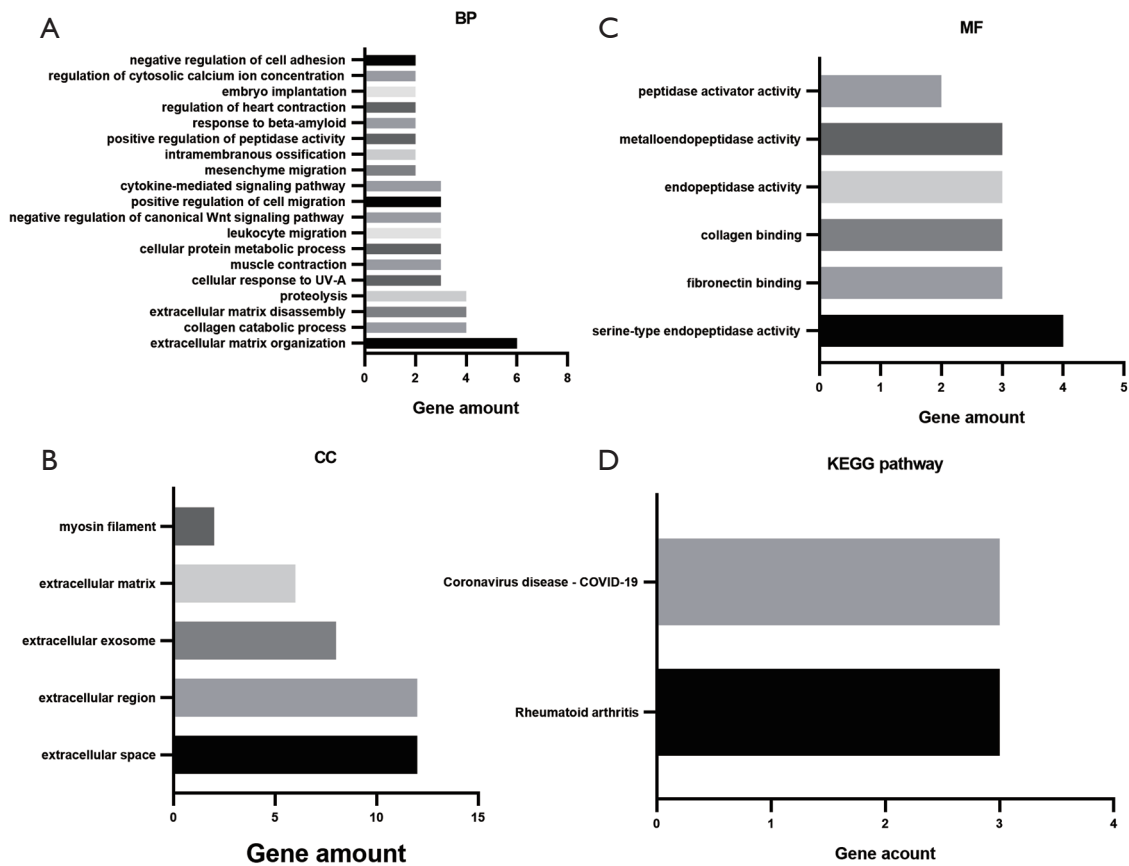 A
BP
negative regulation of cell adhesion
regulation of cytosolic calcium ion concentration
embryo implantation
regulation of heart contraction
response to beta-amyloid
positive regulation of peptidase activity
intramembranous ossification
mesenchyme migration
cytokine-mediated signaling pathway
positive regulation of cell migration
negative regulation of canonical Wnt signaling pathway
leukocyte migration
cellular protein metabolic process
muscle contraction
cellular response to UV-A
proteolysis
extracellular matrix disassembly
collagen catabolic process
extracellular matrix organization
0 2 4 6 8
Gene amount
C
MF
peptidase activator activity
metalloendopeptidase activity
endopeptidase activity
collagen binding
fibronectin binding
serine-type endopeptidase activity
0 1 2 3 4 5
Gene amount
B
CC
myosin filament
extracellular matrix
extracellular exosome
extracellular region
extracellular space
0 5 10 15
Gene amount
D
KEGG pathway
Coronavirus disease - COVID-19
Rheumatoid arthritis
0 1 2 3 4
Gene acount